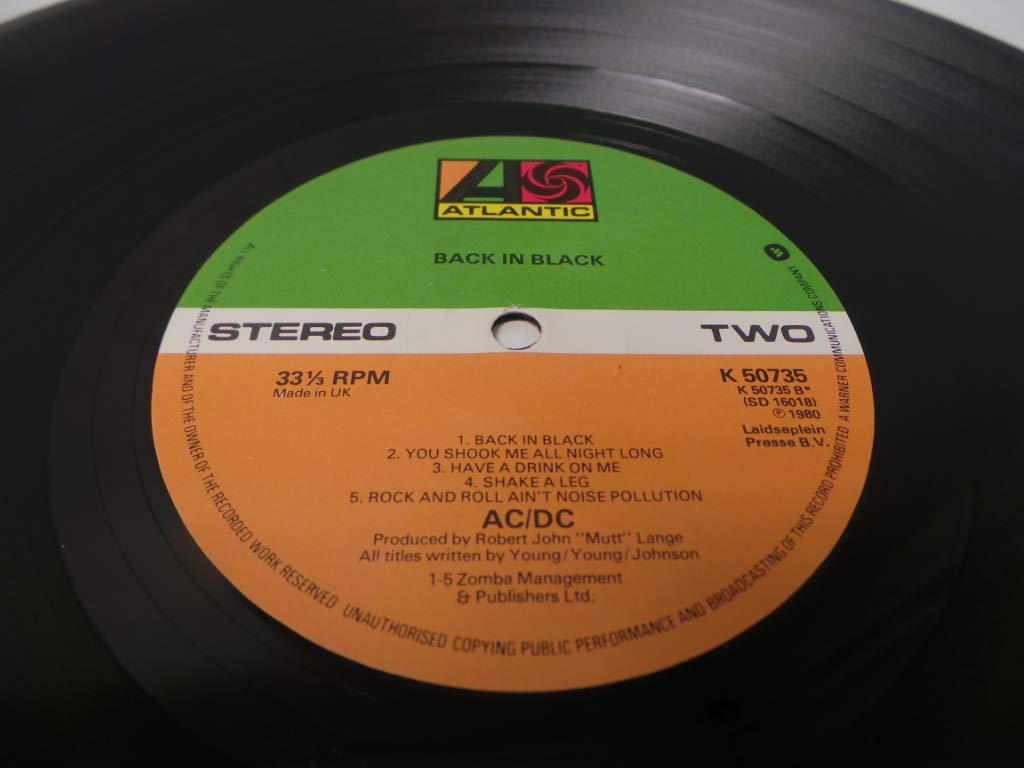 ATLANTIC
BACK IN BLACK
STEREO
TWO
33⅓ RPM
Made in UK
K 50735
K 50735 B*
(SD 16018)
℗ 1980
Laidseplein
Presse B.V.
1. BACK IN BLACK
2. YOU SHOOK ME ALL NIGHT LONG
3. HAVE A DRINK ON ME
4. SHAKE A LEG
5. ROCK AND ROLL AIN'T NOISE POLLUTION
AC/DC
Produced by Robert John "Mutt" Lange
All titles written by Young/Young/Johnson
1-5 Zomba Management
& Publishers Ltd.
ALL RIGHTS OF THE MANUFACTURER AND OF THE OWNER OF THE RECORDED WORK RESERVED UNAUTHORISED COPYING PUBLIC PERFORMANCE AND BROADCASTING OF THIS RECORD PROHIBITED A WARNER COMMUNICATIONS COMPANY